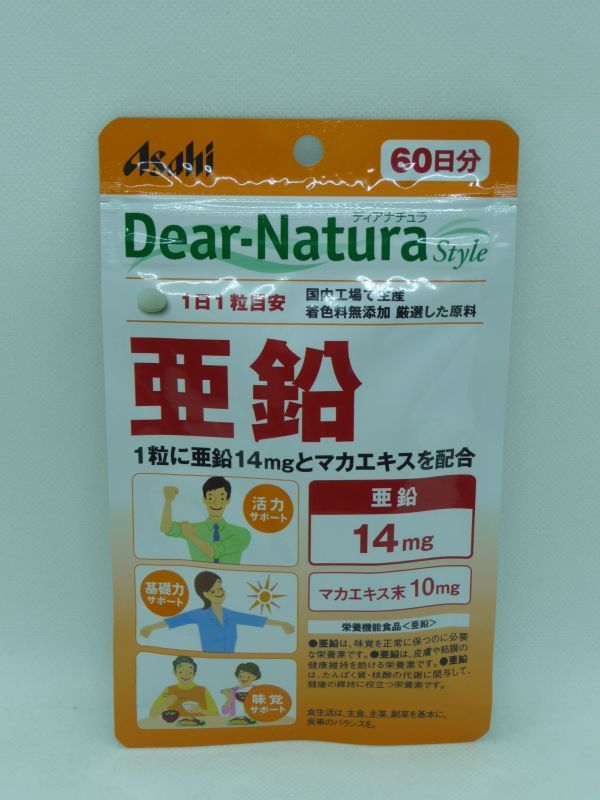 Asahi
60日分
ディアナチュラ
Dear-Natura Style
1日1粒目安
国内工場で生産
着色料無添加 厳選した原料
亜鉛
1粒に亜鉛14mgとマカエキスを配合
活力
サポート
亜鉛
14mg
基礎力
サポート
マカエキス末 10mg
栄養機能食品<亜鉛>
●亜鉛は、味覚を正常に保つのに必要
な栄養素です。●亜鉛は、皮膚や粘膜の
健康維持を助ける栄養素です。●亜鉛
は、たんぱく質・核酸の代謝に関与して、
健康の維持に役立つ栄養素です。
味覚
サポート
食生活は、主食、主菜、副菜を基本に、
食事のバランスを。